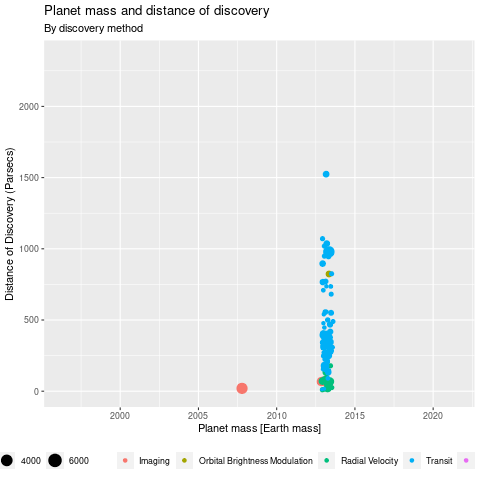 Planet mass and distance of discovery
By discovery method
2000
1500
1000
500
0
Distance of Discovery (Parsecs)
2000 2005 2010 2015 2020
Planet mass [Earth mass]
4000 6000 Imaging Orbital Brightness Modulation Radial Velocity Transit